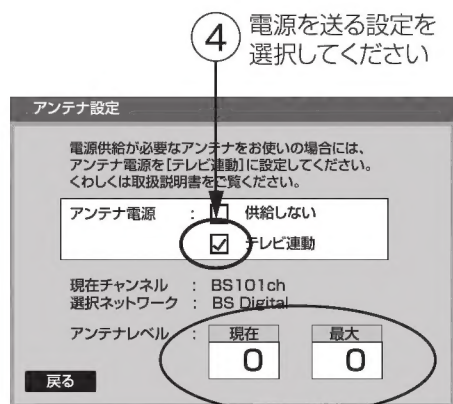 ④ 電源を送る設定を
選択してください
アンテナ設定
電源供給が必要なアンテナをお使いの場合には、
アンテナ電源を[テレビ連動]に設定してください。
くわしくは取扱説明書をご覧ください。
アンテナ電源 : 供給しない
テレビ連動
現在チャンネル : BS101ch
選択ネットワーク : BS Digital
アンテナレベル : 現在 最大
0 0
戻る